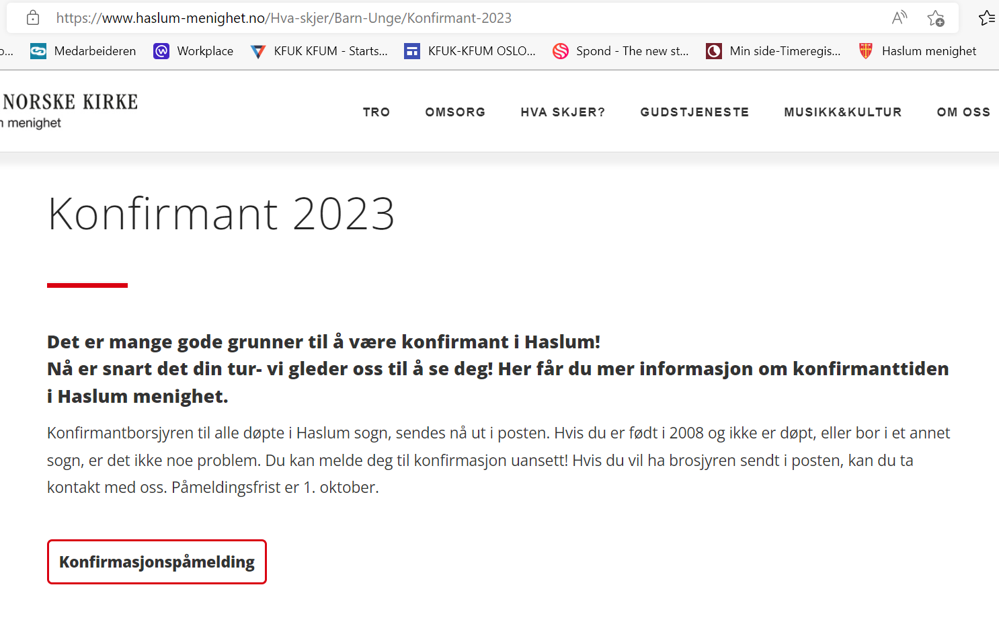 https://www.haslum-menighet.no/Hva-skjer/Barn-Unge/Konfirmant-2023
o... Medarbeideren Workplace KFUK KFUM - Starts... KFUK-KFUM OSLO... Spond - The new st... Min side-Timeregis... Haslum menighet
NORSKE KIRKE
menighet
TRO OMSORG HVA SKJER? GUDSTJENESTE MUSIKK&KULTUR OM OSS
Konfirmant 2023
Det er mange gode grunner til å være konfirmant i Haslum!
Nå er snart det din tur- vi gleder oss til å se deg! Her får du mer informasjon om konfirmanttiden
i Haslum menighet.
Konfirmantborsjyren til alle døpte i Haslum sogn, sendes nå ut i posten. Hvis du er født i 2008 og ikke er døpt, eller bor i et annet
sogn, er det ikke noe problem. Du kan melde deg til konfirmasjon uansett! Hvis du vil ha brosjyren sendt i posten, kan du ta
kontakt med oss. Påmeldingsfrist er 1. oktober.
Konfirmasjonspåmelding